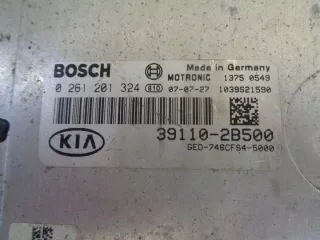 BOSCH Made in Germany
MOTRONIC 1375 0549
0 261 201 324 810 07-07-27 1039S21590
KIA 39110-2B500
GED-746CFS4-5000